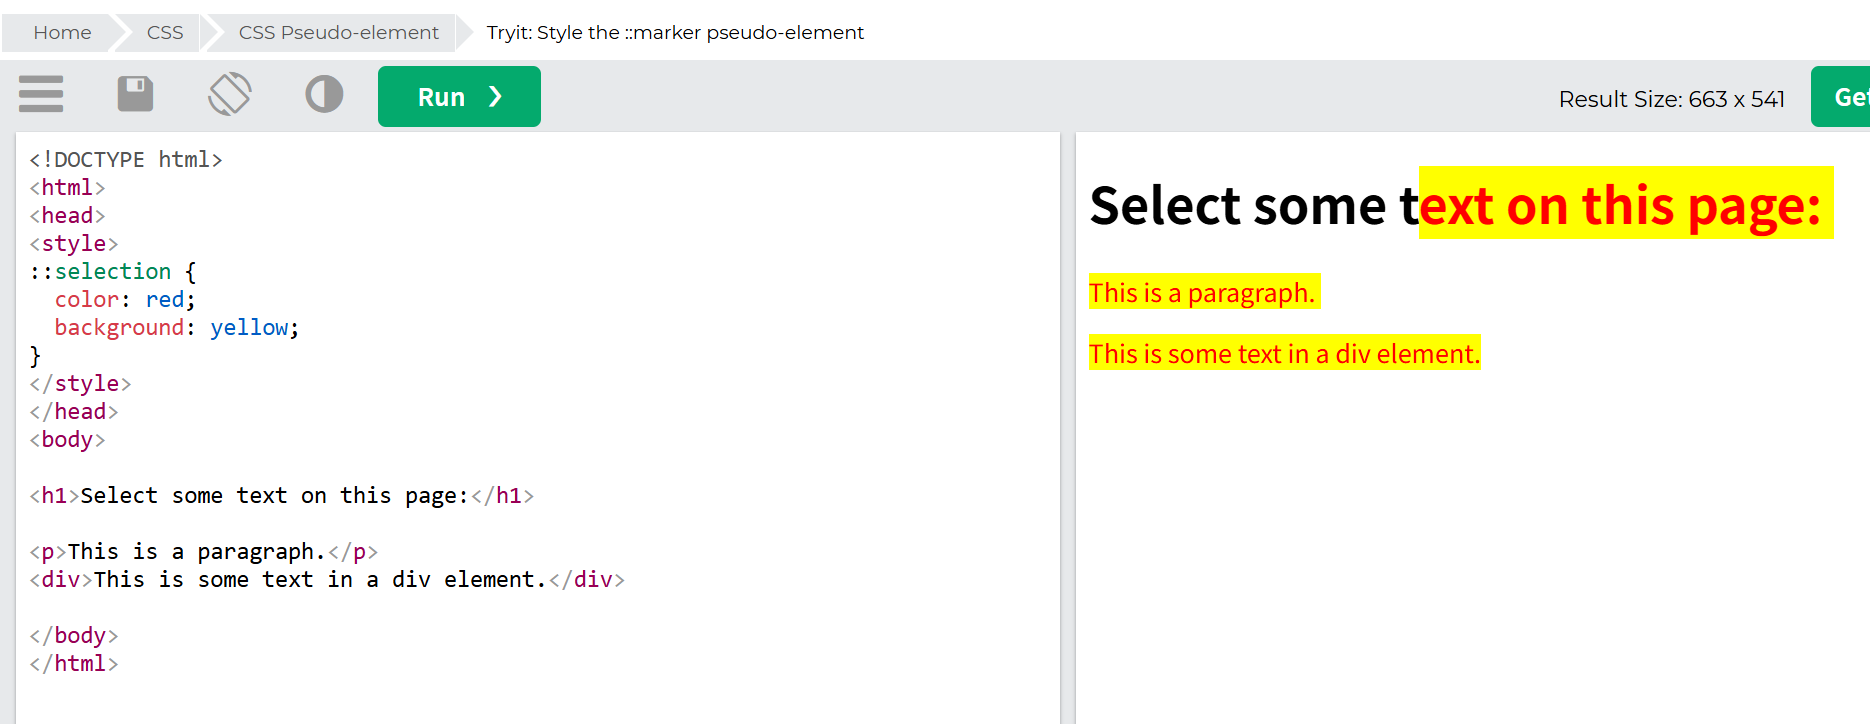 Home CSS CSS Pseudo-element Tryit: Style the ::marker pseudo-element
Run ❯ Result Size: 663 x 541 Get
<!DOCTYPE html>
<html>
<head>
<style>
::selection {
  color: red;
  background: yellow;
}
</style>
</head>
<body>
<h1>Select some text on this page:</h1>
<p>This is a paragraph.</p>
<div>This is some text in a div element.</div>
</body>
</html>
Select some text on this page:
This is a paragraph.
This is some text in a div element.